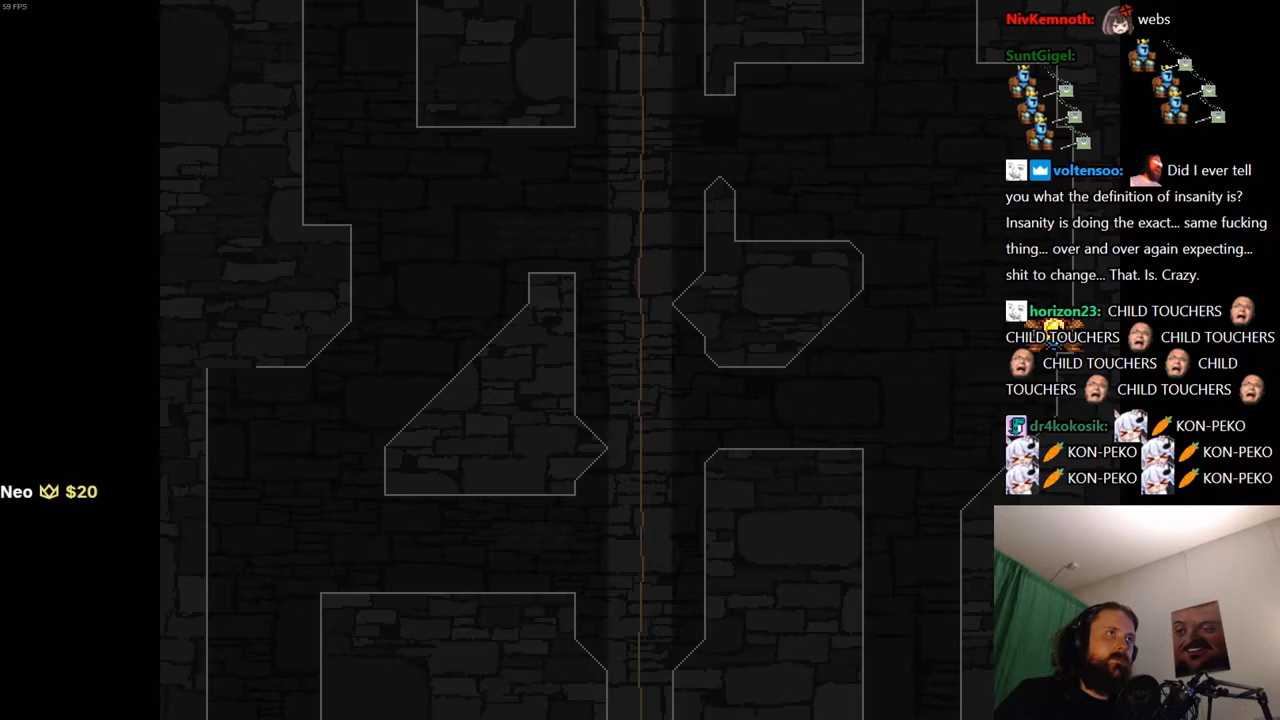 59 FPS
NivKemnoth: webs
SuntGigel:
voltensoo: Did I ever tell
you what the definition of insanity is?
Insanity is doing the exact... same fucking
thing... over and over again expecting...
shit to change... That. Is. Crazy.
horizon23: CHILD TOUCHERS
CHILD TOUCHERS CHILD TOUCHERS
CHILD TOUCHERS CHILD
TOUCHERS CHILD TOUCHERS
dr4kokosik: KON-PEKO
KON-PEKO KON-PEKO
KON-PEKO KON-PEKO
Neo $20